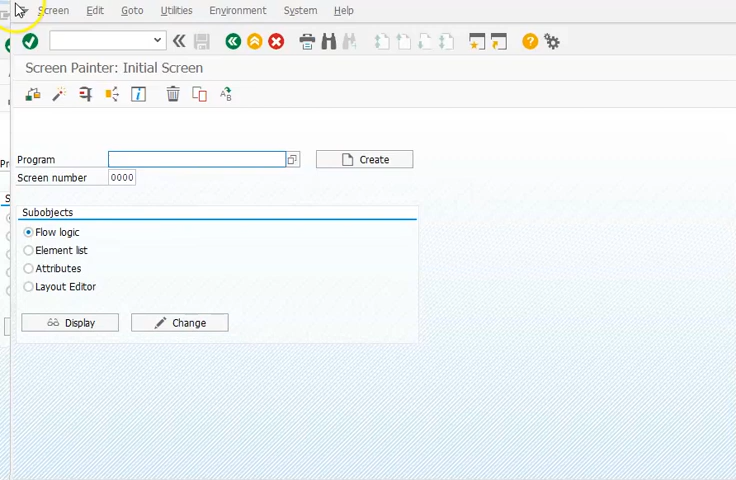 Screen Edit Goto Utilities Environment System Help
Screen Painter: Initial Screen
Program Create
Screen number 0000
Subobjects
Flow logic
Element list
Attributes
Layout Editor
Display Change